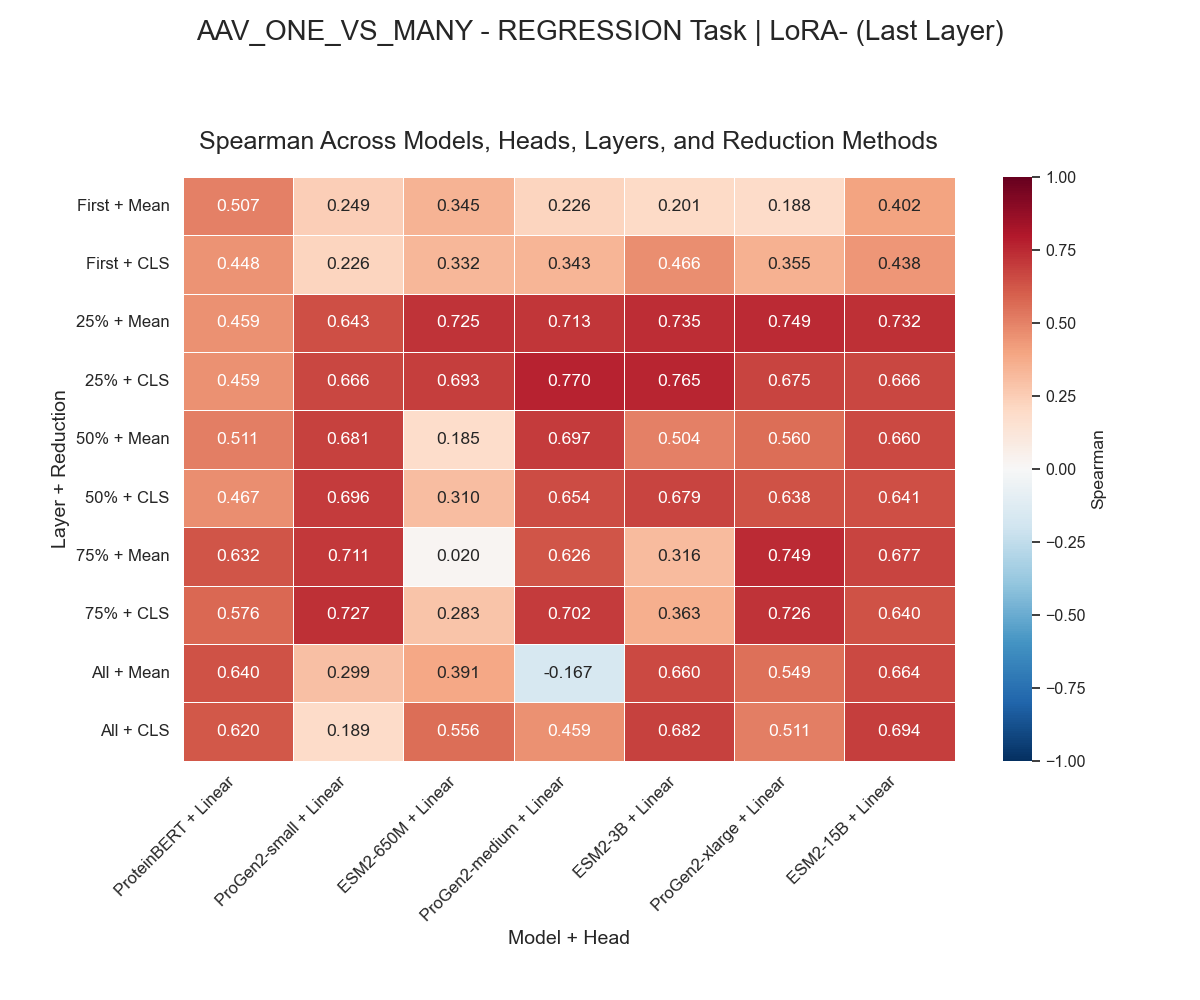 AAV_ONE_VS_MANY - REGRESSION Task | LoRA- (Last Layer)
Spearman Across Models, Heads, Layers, and Reduction Methods
Layer + Reduction
First + Mean 0.507 0.249 0.345 0.226 0.201 0.188 0.402
First + CLS 0.448 0.226 0.332 0.343 0.466 0.355 0.438
25% + Mean 0.459 0.643 0.725 0.713 0.735 0.749 0.732
25% + CLS 0.459 0.666 0.693 0.770 0.765 0.675 0.666
50% + Mean 0.511 0.681 0.185 0.697 0.504 0.560 0.660
50% + CLS 0.467 0.696 0.310 0.654 0.679 0.638 0.641
75% + Mean 0.632 0.711 0.020 0.626 0.316 0.749 0.677
75% + CLS 0.576 0.727 0.283 0.702 0.363 0.726 0.640
All + Mean 0.640 0.299 0.391 -0.167 0.660 0.549 0.664
All + CLS 0.620 0.189 0.556 0.459 0.682 0.511 0.694
ProteinBERT + Linear
ProGen2-small + Linear
ESM2-650M + Linear
ProGen2-medium + Linear
ESM2-3B + Linear
ProGen2-xlarge + Linear
ESM2-15B + Linear
Model + Head
1.00
0.75
0.50
0.25
0.00
−0.25
−0.50
−0.75
−1.00
Spearman